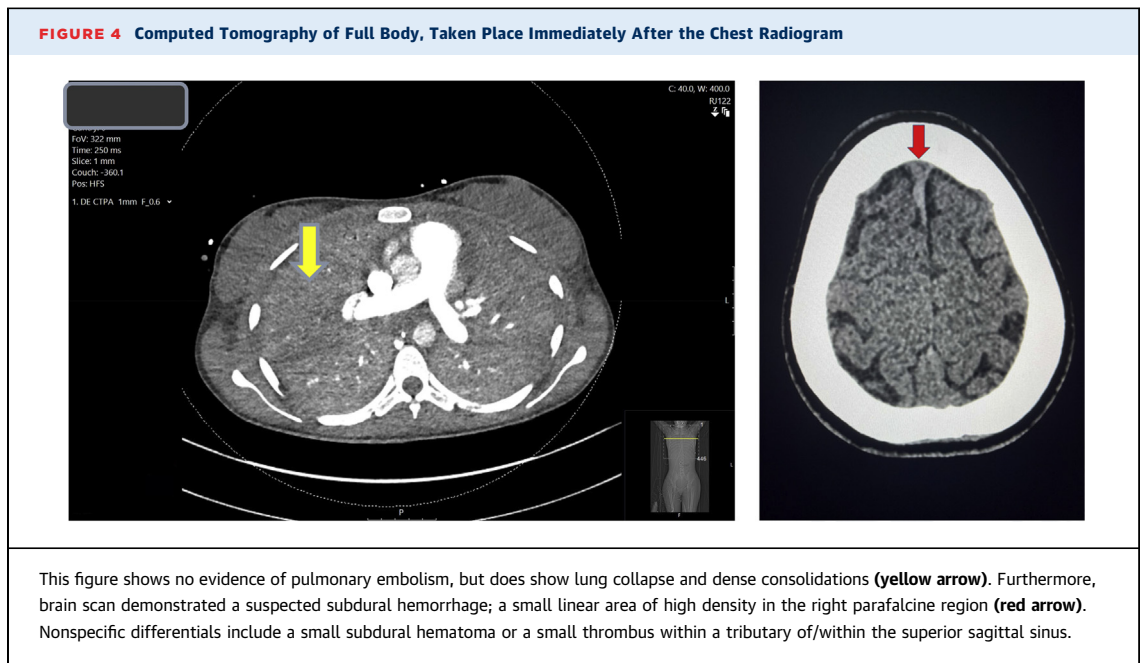 FIGURE 4 Computed Tomography of Full Body, Taken Place Immediately After the Chest Radiogram
C: 40.0, W: 400.0
RJ122
FoV: 322 mm
Time: 250 ms
Slice: 1 mm
Couch: -360.1
Pos: HFS
1. DE CTPA 1mm F_0.6
L
P
F
This figure shows no evidence of pulmonary embolism, but does show lung collapse and dense consolidations (yellow arrow). Furthermore,
brain scan demonstrated a suspected subdural hemorrhage; a small linear area of high density in the right parafalcine region (red arrow).
Nonspecific differentials include a small subdural hematoma or a small thrombus within a tributary of/within the superior sagittal sinus.